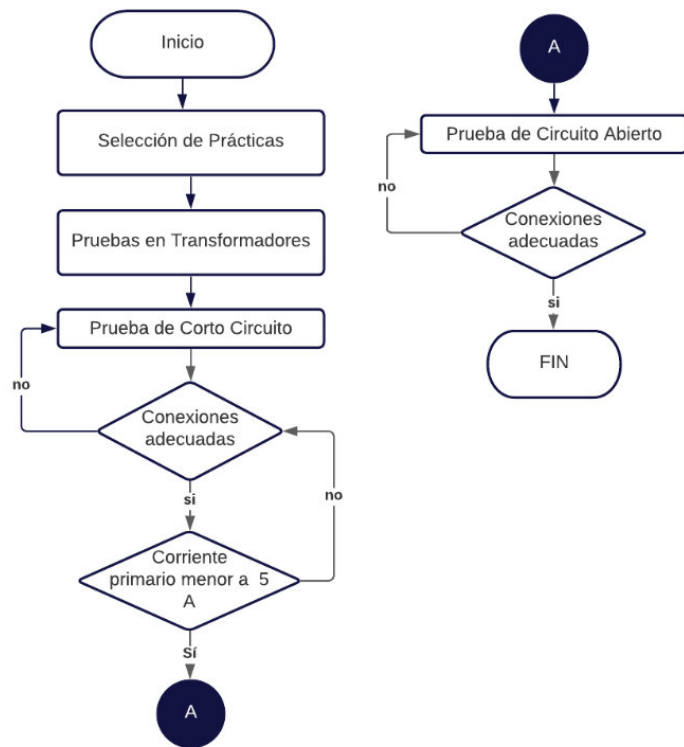 Inicio
Selección de Prácticas
Pruebas en Transformadores
Prueba de Corto Circuito
no
Conexiones
adecuadas
si
no
Corriente
primario menor a 5
A
Sí
A
A
Prueba de Circuito Abierto
no
Conexiones
adecuadas
si
FIN